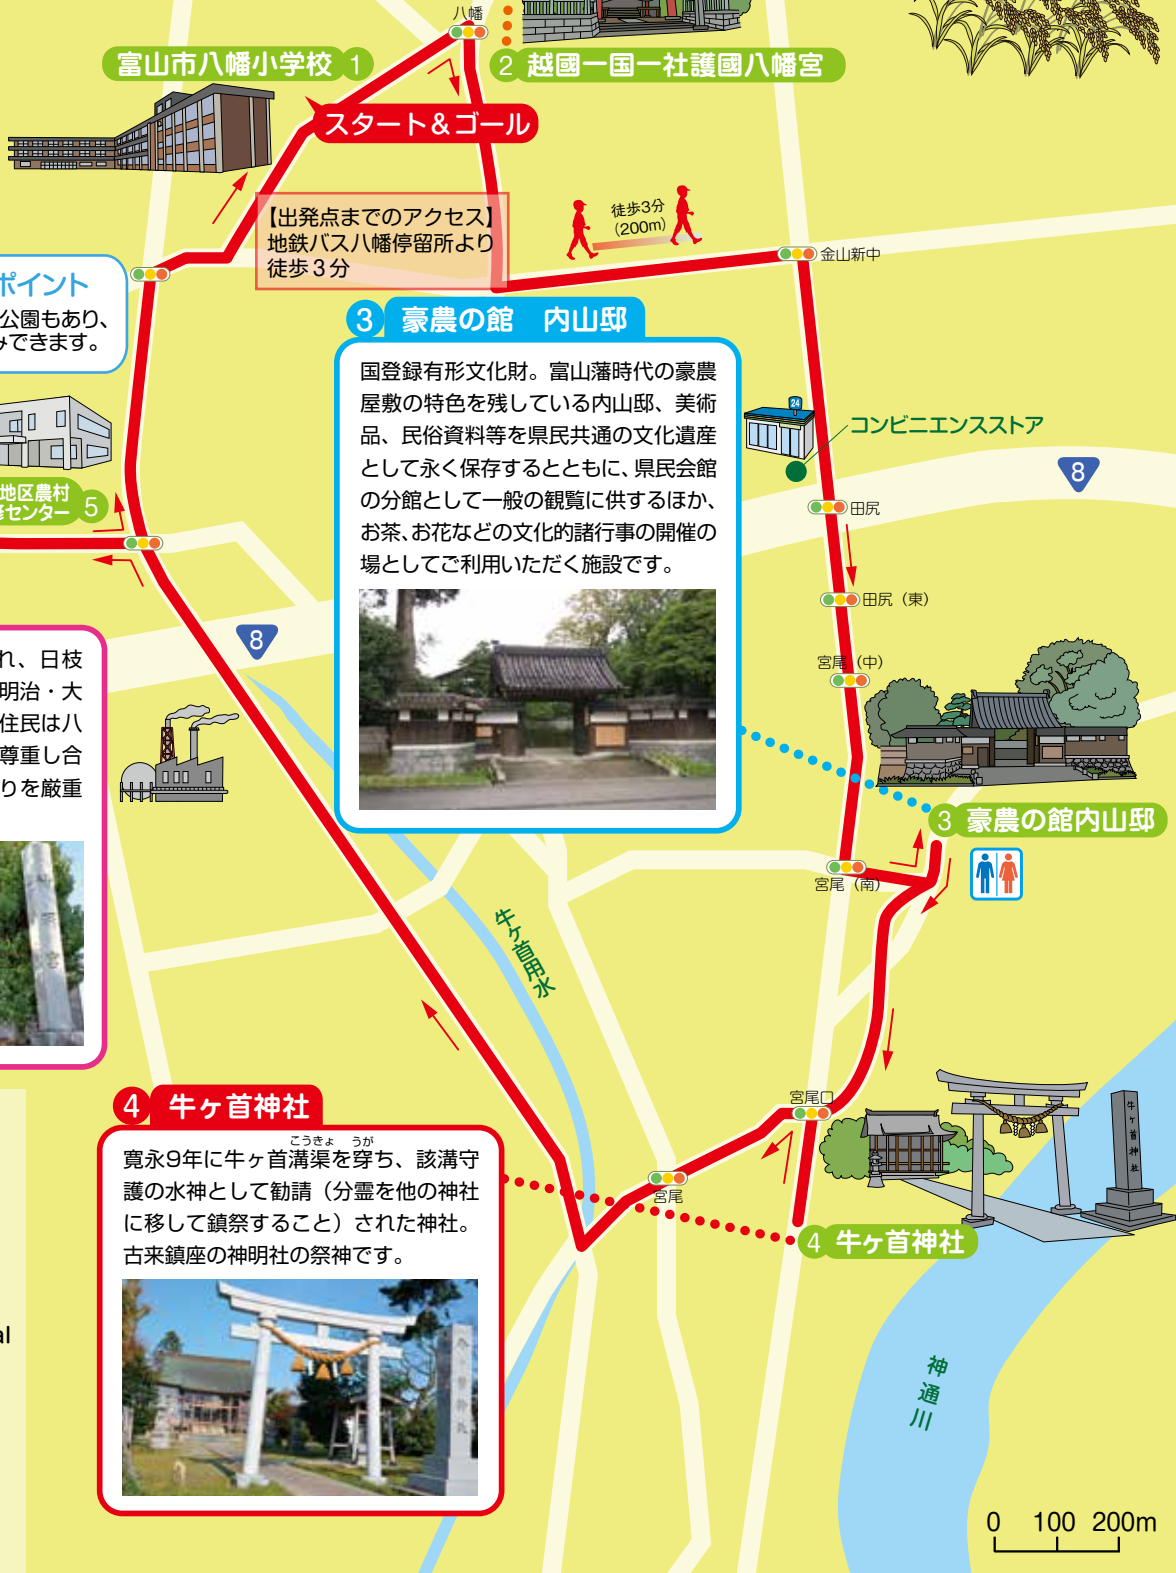 八幡
富山市八幡小学校 1
2 越國一国一社護國八幡宮
スタート＆ゴール
【出発点までのアクセス】
地鉄バス八幡停留所より
徒歩３分
徒歩3分
（200m）
金山新中
ポイント
公園もあり、
みできます。
3 豪農の館　内山邸
国登録有形文化財。富山藩時代の豪農
屋敷の特色を残している内山邸、美術
品、民俗資料等を県民共通の文化遺産
として永く保存するとともに、県民会館
の分館として一般の観覧に供するほか、
お茶、お花などの文化的諸行事の開催の
場としてご利用いただく施設です。
24
コンビニエンスストア
8
田尻
田尻（東）
宮尾（中）
地区農村
修センター 5
8
れ、日枝
明治・大
住民は八
尊重し合
りを厳重
3 豪農の館内山邸
宮尾（南）
牛ヶ首用水
宮尾口
宮尾
4 牛ヶ首神社
寛永9年に牛ヶ首溝渠を穿ち、該溝守
こうきょ　うが
護の水神として勧請（分霊を他の神社
に移して鎮祭すること）された神社。
古来鎮座の神明社の祭神です。
牛ヶ首神社
4 牛ヶ首神社
神通川
al
0 100 200m